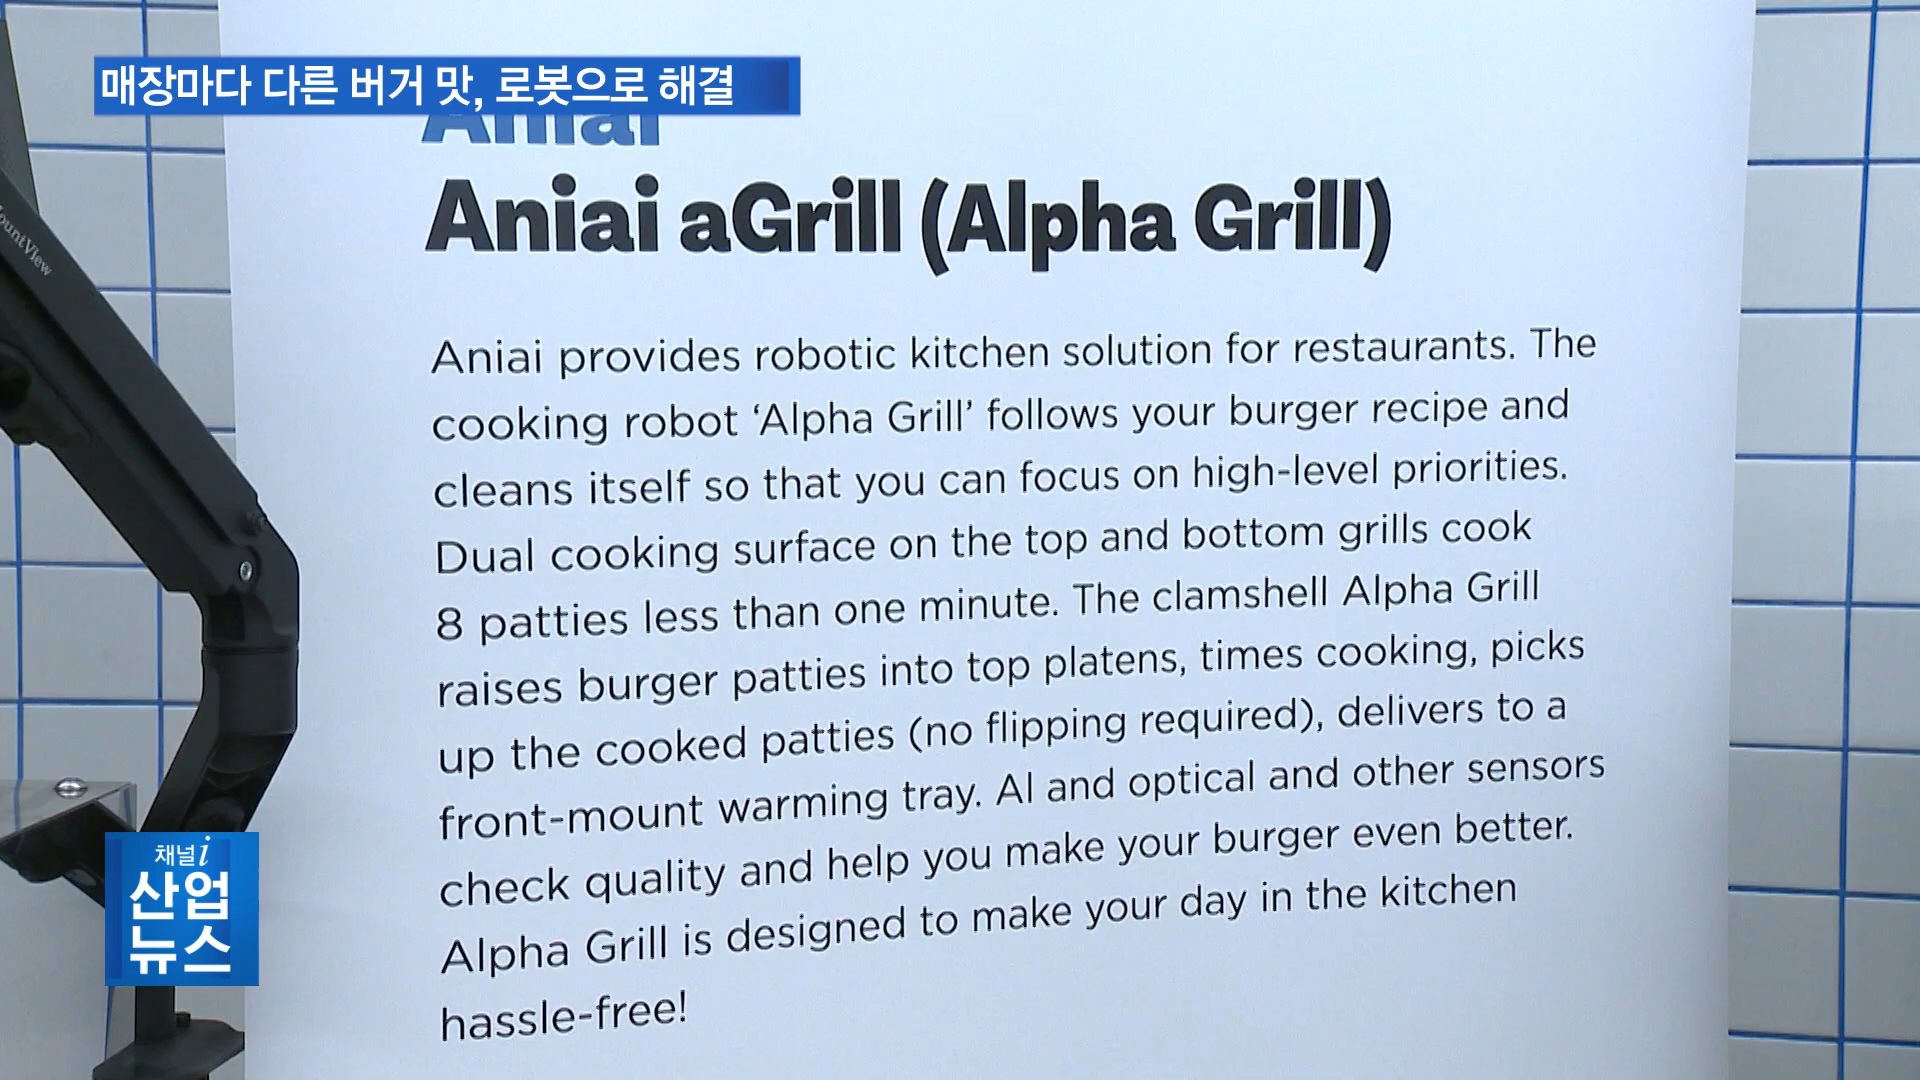 매장마다 다른 버거 맛, 로봇으로 해결
Aniai
Aniai aGrill (Alpha Grill)
Aniai provides robotic kitchen solution for restaurants. The
cooking robot ‘Alpha Grill’ follows your burger recipe and
cleans itself so that you can focus on high-level priorities.
Dual cooking surface on the top and bottom grills cook
8 patties less than one minute. The clamshell Alpha Grill
raises burger patties into top platens, times cooking, picks
up the cooked patties (no flipping required), delivers to a
front-mount warming tray. AI and optical and other sensors
check quality and help you make your burger even better.
Alpha Grill is designed to make your day in the kitchen
hassle-free!
채널i
산업
뉴스